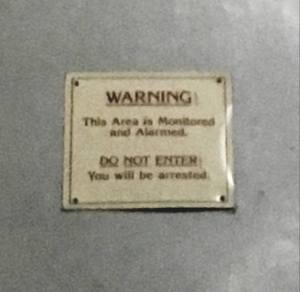 WARNING!
This Area is Monitored
and Alarmed.
DO NOT ENTER!
You will be arrested.